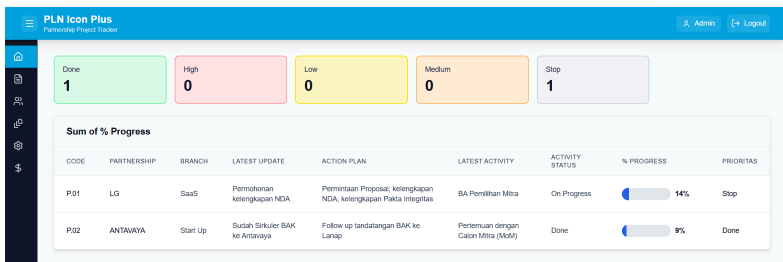 PLN Icon Plus
Partnership Project Tracker
Admin
Logout
Done
1
High
0
Low
0
Medium
0
Stop
1
Sum of % Progress
CODE PARTNERSHIP BRANCH LATEST UPDATE ACTION PLAN LATEST ACTIVITY ACTIVITY STATUS % PROGRESS PRIORITAS
P.01 LG SaaS
Permohonan
kelengkapan NDA
Permintaan Proposal; kelengkapan
NDA; kelengkapan Pakta Integritas
BA Pemilihan Mitra
On Progress
14%
Stop
P.02 ANTAVAYA Start Up
Sudah Sirkuler BAK
ke Antavaya
Follow up tandatangan BAK ke
Lanap
Pertemuan dengan
Calon Mitra (MoM)
Done
9%
Done